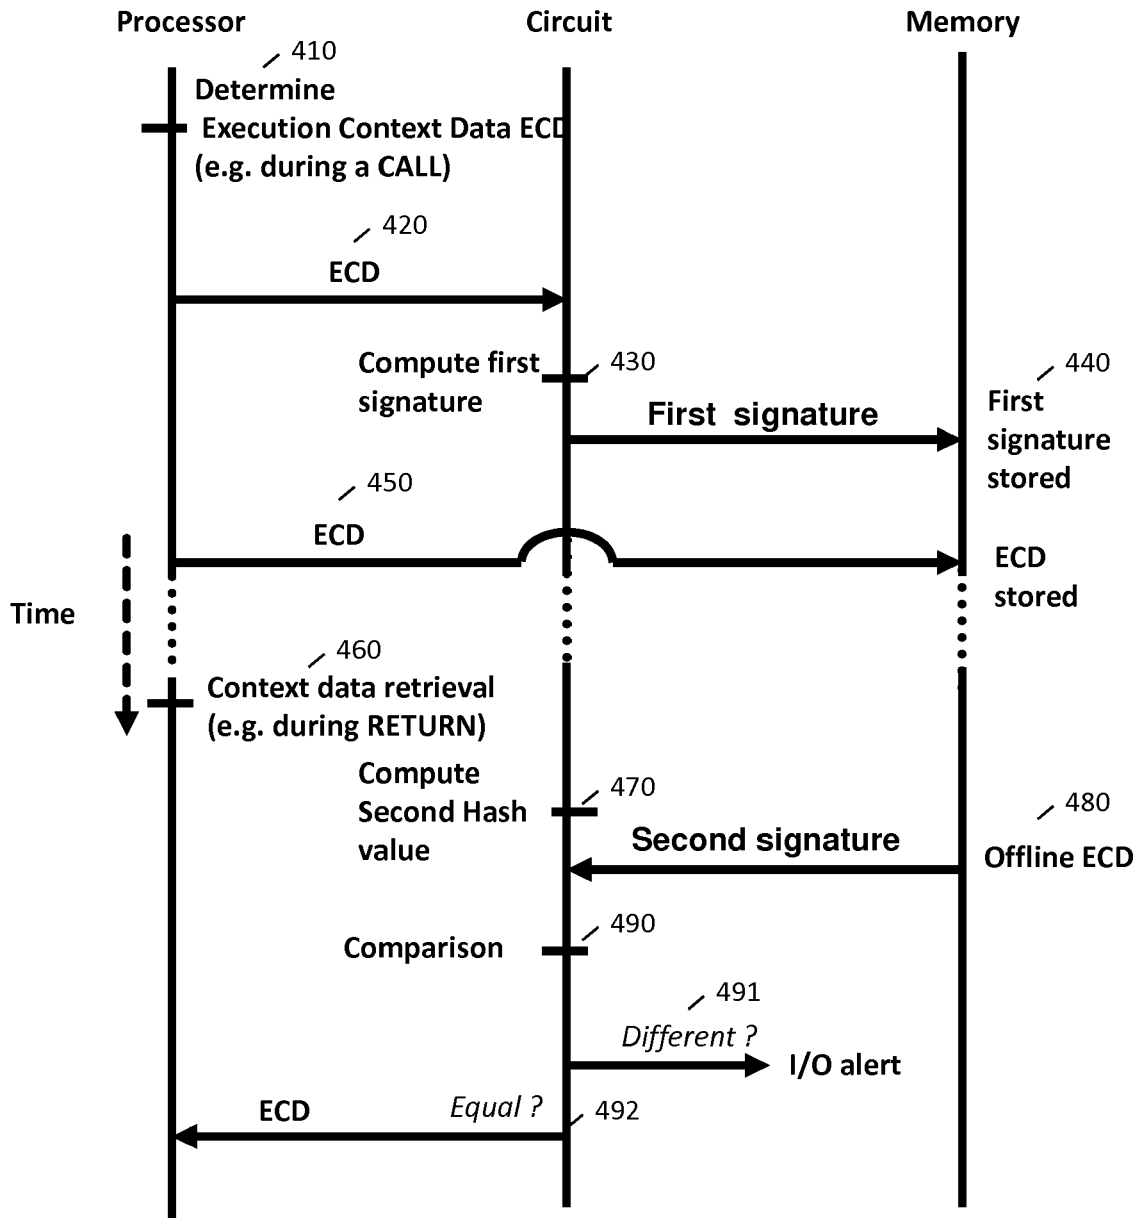 Processor
Circuit
Memory
410
Determine
Execution Context Data ECD
(e.g. during a CALL)
420
ECD
Compute first
signature
430
First signature
440
First
signature
stored
450
ECD
ECD
stored
Time
460
Context data retrieval
(e.g. during RETURN)
Compute
Second Hash
value
470
Second signature
480
Offline ECD
490
Comparison
491
Different ?
I/O alert
ECD
Equal ?
492